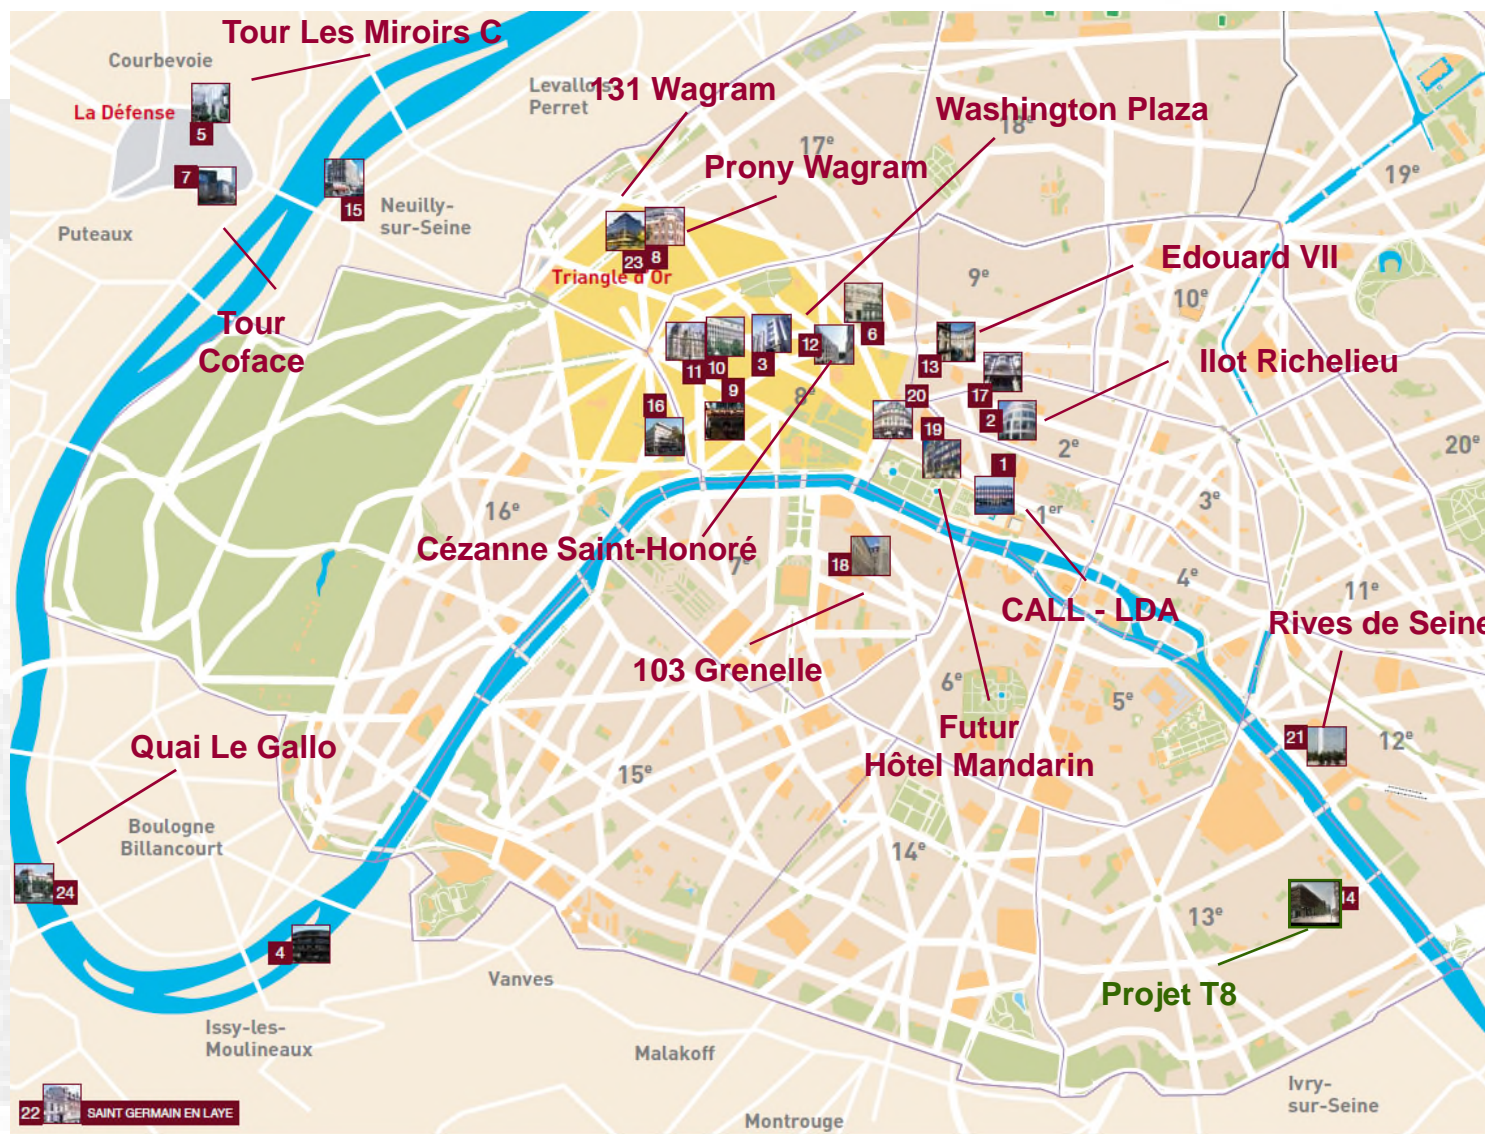 Tour Les Miroirs C
Courbevoie
Levallois-
Perret
131 Wagram
Washington Plaza
La Défense
5
18e
17e
Prony Wagram
19e
7
15
Neuilly-
sur-Seine
Puteaux
23
8
Triangle d'Or
Edouard VII
9e
10e
Tour
Coface
6
12
3
11
10
13
Ilot Richelieu
9
8e
20
17
16
19
2
2e
20e
1
3e
16e
1er
Cézanne Saint-Honoré
7e
18
4e
11e
CALL - LDA
Rives de Seine
103 Grenelle
6e
5e
Futur
Hôtel Mandarin
21
12e
Quai Le Gallo
15e
Boulogne
Billancourt
14e
24
14
13e
4
Vanves
Projet T8
Issy-les-
Moulineaux
Malakoff
Ivry-
sur-Seine
22
SAINT GERMAIN EN LAYE
Montrouge